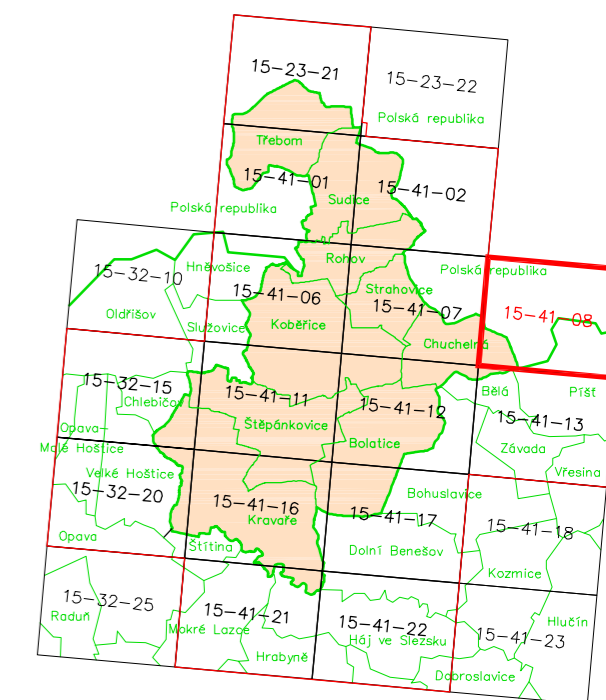 15-23-21
15-23-22
Polská republika
Třebom
15-41-01
15-41-02
Sudice
Polská republika
Rohov
Polská republika
15-32-10
Hněvošice
15-41-06
Strahovice
15-41-07
15-41-08
Oldřišov
Služovice
Kobeřice
Chuchelná
15-32-15
Chlebičov
15-41-11
15-41-12
Bělá
Píšť
15-41-13
Opava
Štěpánkovice
Bolatice
Závada
Malé Hoštice
Velké Hoštice
Vřesina
15-32-20
15-41-16
Kravaře
Bohuslavice
15-41-17
15-41-18
Opava
Štítina
Dolní Benešov
Kozmice
15-32-25
Raduň
15-41-21
Mokré Lazce
15-41-22
Háj ve Slezsku
15-41-23
Hlučín
Hrabyně
Dobroslavice